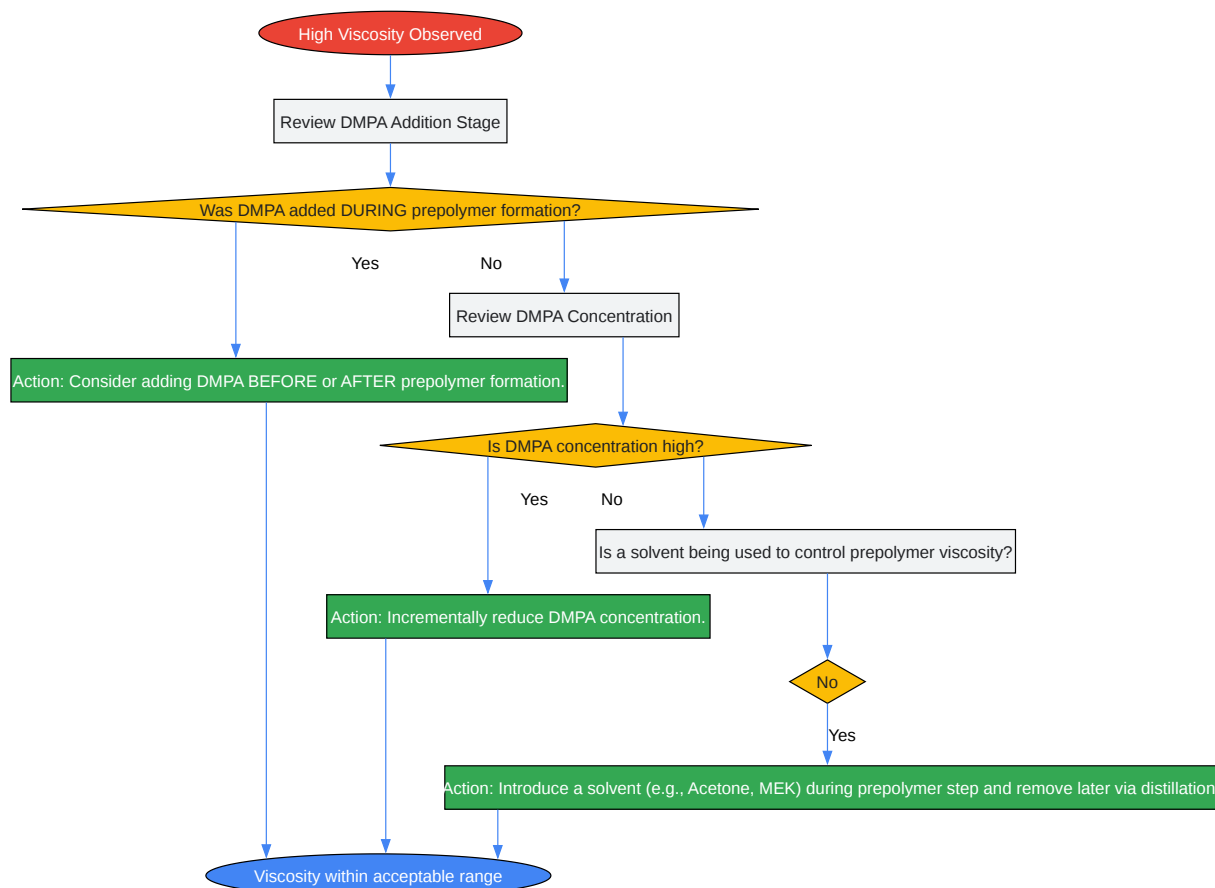 High Viscosity Observed
Review DMPA Addition Stage
Was DMPA added DURING prepolymer formation?
Yes
No
Review DMPA Concentration
Action: Consider adding DMPA BEFORE or AFTER prepolymer formation.
Is DMPA concentration high?
Yes
No
Is a solvent being used to control prepolymer viscosity?
Action: Incrementally reduce DMPA concentration.
No
Yes
Action: Introduce a solvent (e.g., Acetone, MEK) during prepolymer step and remove later via distillation
Viscosity within acceptable range